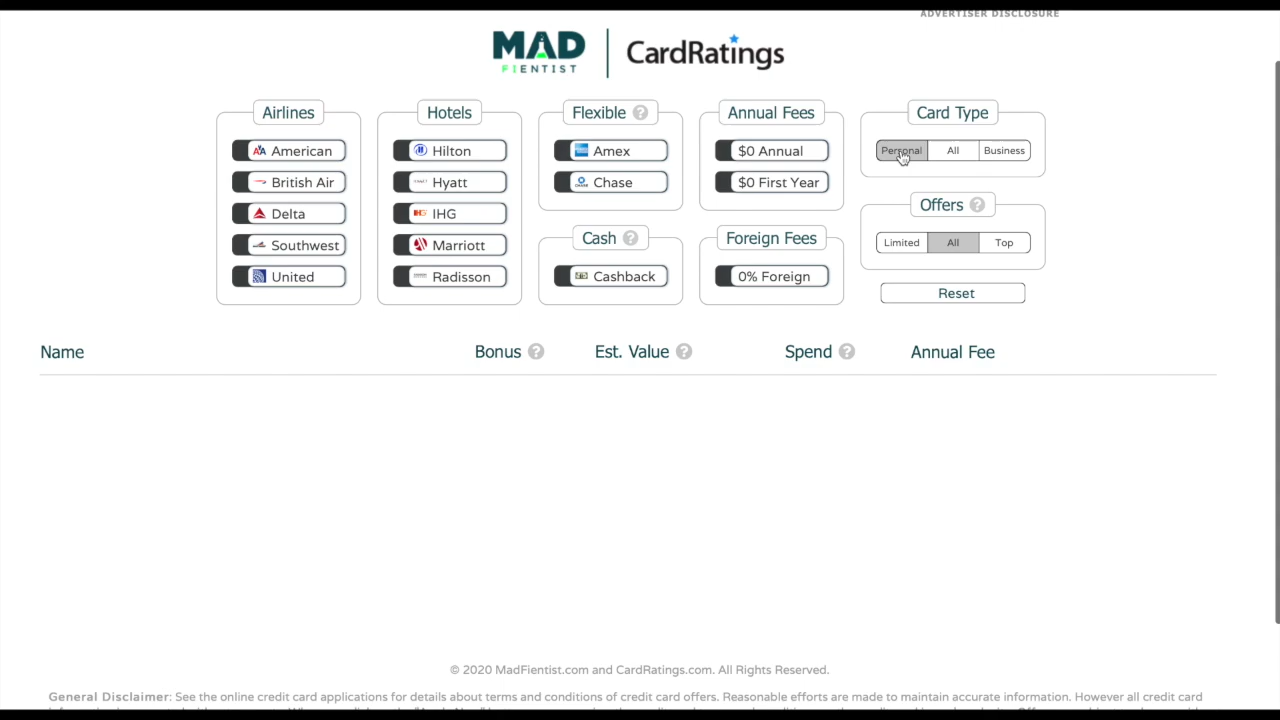 ADVERTISER DISCLOSURE
MAD
FIENTIST
CardRatings
Airlines
American
British Air
Delta
Southwest
United
Hotels
Hilton
Hyatt
IHG
Marriott
Radisson
Flexible ?
Amex
Chase
Cash ?
Cashback
Annual Fees
$0 Annual
$0 First Year
Foreign Fees
0% Foreign
Card Type
Personal All Business
Offers ?
Limited All Top
Reset
Name Bonus ? Est. Value ? Spend ? Annual Fee
© 2020 MadFientist.com and CardRatings.com. All Rights Reserved.
General Disclaimer: See the online credit card applications for details about terms and conditions of credit card offers. Reasonable efforts are made to maintain accurate information. However all credit card